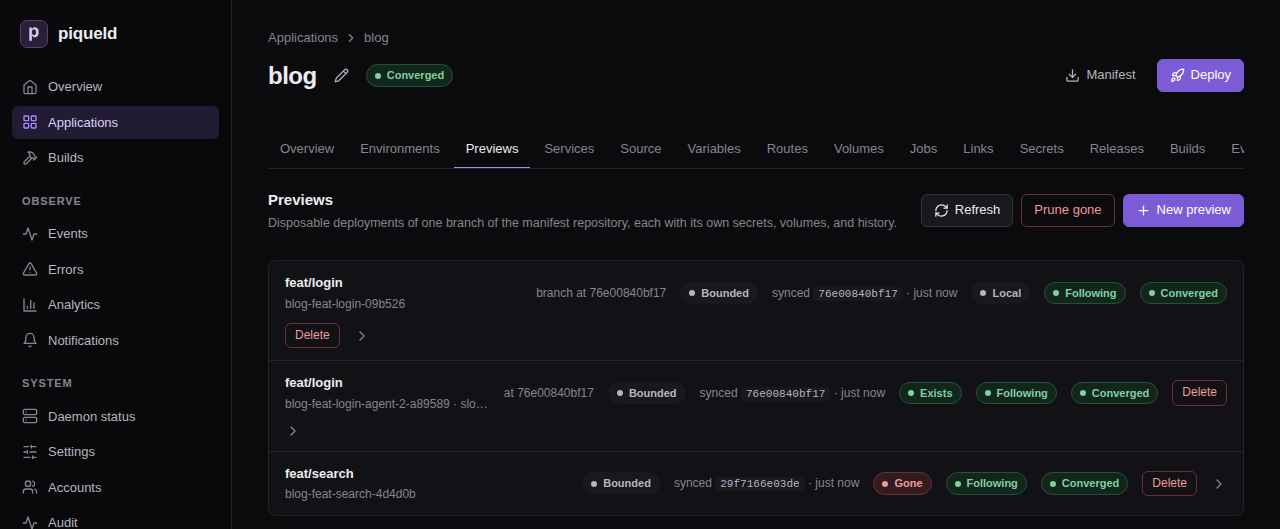 p piqueld
Overview
Applications
Builds
OBSERVE
Events
Errors
Analytics
Notifications
SYSTEM
Daemon status
Settings
Accounts
Audit
Applications > blog
blog Converged Manifest Deploy
Overview Environments Previews Services Source Variables Routes Volumes Jobs Links Secrets Releases Builds Ev
Previews
Disposable deployments of one branch of the manifest repository, each with its own secrets, volumes, and history.
Refresh Prune gone New preview
feat/login
blog-feat-login-09b526
branch at 76e00840bf17 Bounded synced 76e00840bf17 · just now Local Following Converged
Delete
feat/login
blog-feat-login-agent-2-a89589 · slo…
at 76e00840bf17 Bounded synced 76e00840bf17 · just now Exists Following Converged Delete
feat/search
blog-feat-search-4d4d0b
Bounded synced 29f7166e03de · just now Gone Following Converged Delete